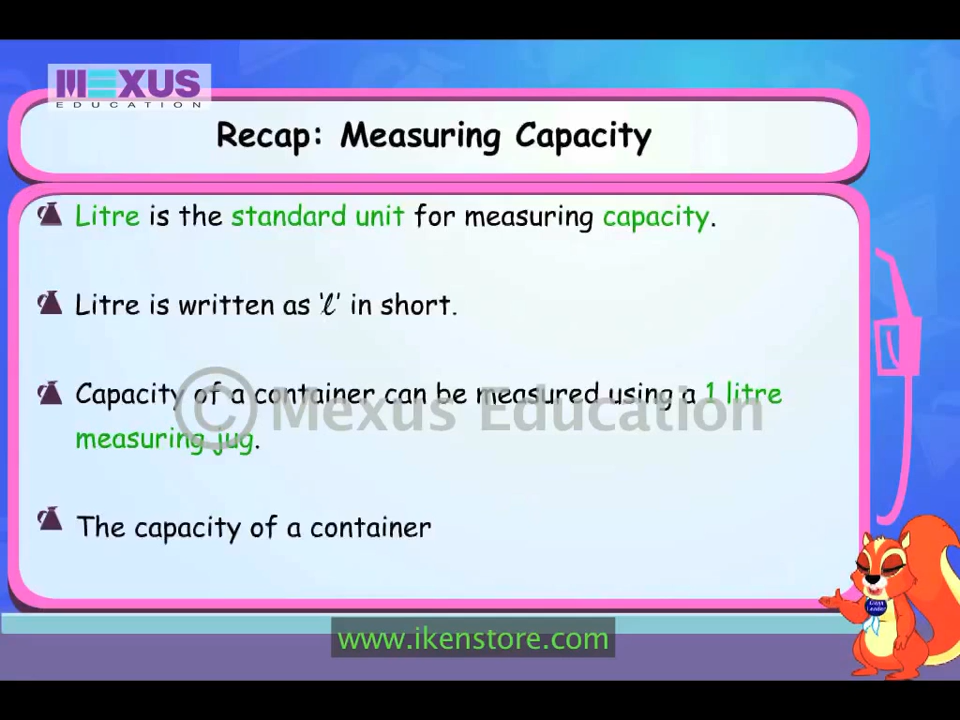 MEXUS
EDUCATION
Recap: Measuring Capacity
Litre is the standard unit for measuring capacity.
Litre is written as 'ℓ' in short.
Capacity of a container can be measured using a 1 litre
measuring jug.
© Mexus Education
The capacity of a container
www.ikenstore.com